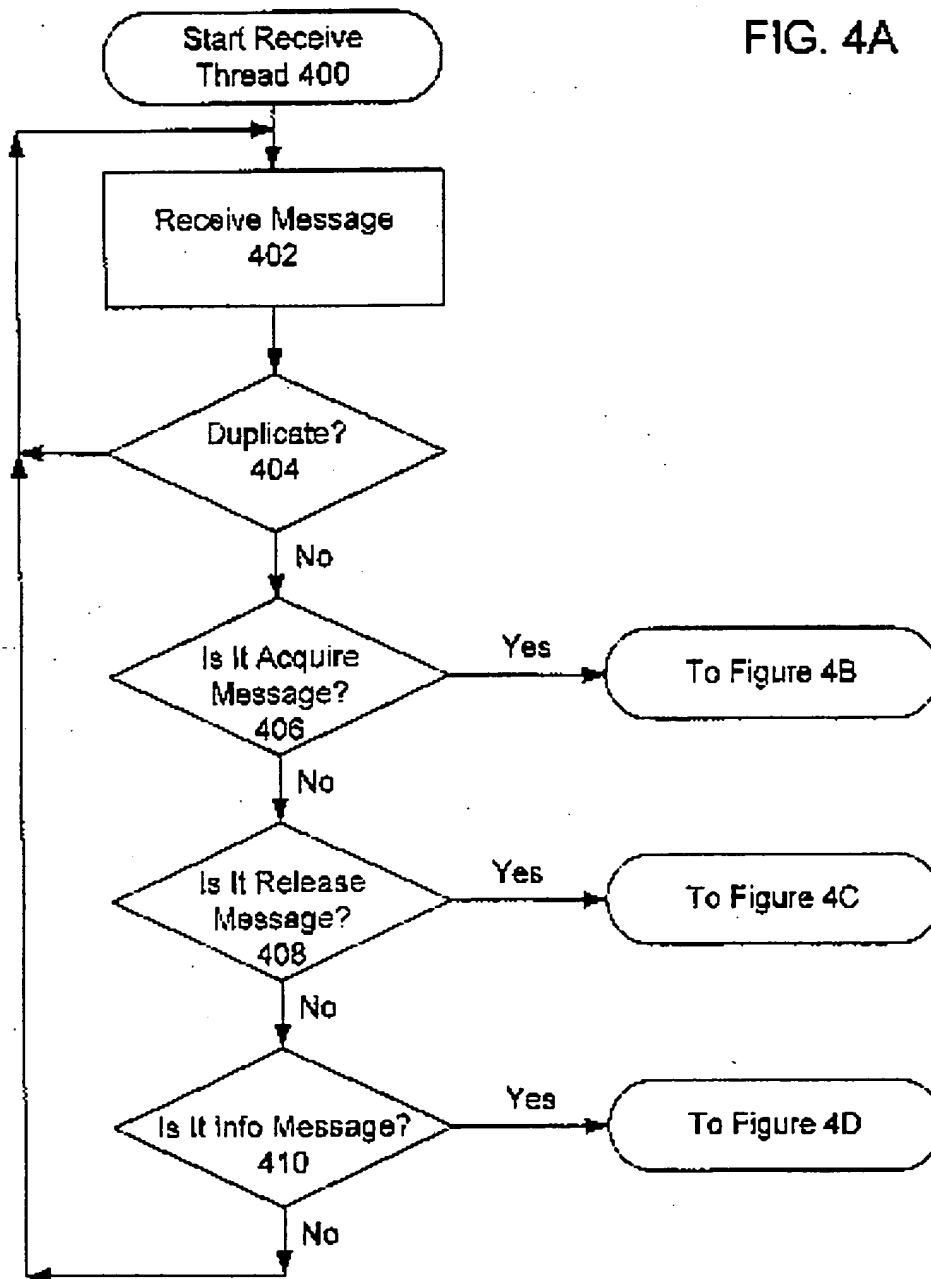 FIG. 4A
Start Receive
Thread 400
Receive Message
402
Duplicate?
404
No
Is It Acquire
Message?
406
Yes
To Figure 4B
No
Is It Release
Message?
408
Yes
To Figure 4C
No
Is It Info Message?
410
Yes
To Figure 4D
No